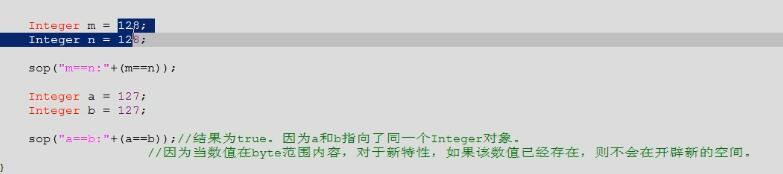 Integer m = 128;
Integer n = 128;
sop("m==n:"+(m==n));
Integer a = 127;
Integer b = 127;
sop("a==b:"+(a==b));//结果为true。因为a和b指向了同一个Integer对象。
//因为当数值在byte范围内容，对于新特性，如果该数值已经存在，则不会在开辟新的空间。
}